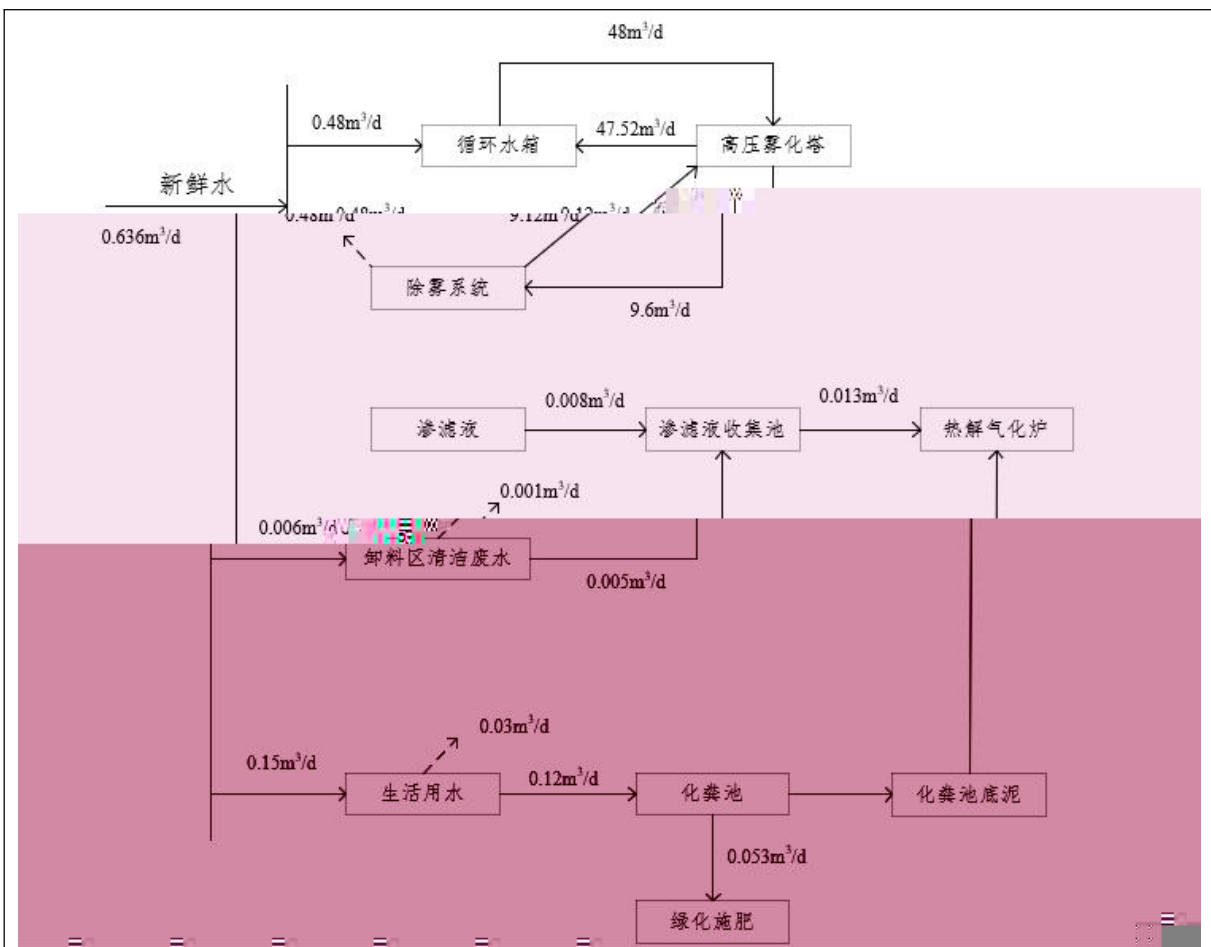 48m³/d
0.48m³/d
循环水箱
47.52m³/d
高压雾化塔
新鲜水
0.636m³/d
0.48m³/d
9.12m³/d
除雾系统
9.6m³/d
渗滤液
0.008m³/d
渗滤液收集池
0.013m³/d
热解气化炉
0.001m³/d
0.006m³/d
卸料区清洁废水
0.005m³/d
0.03m³/d
0.15m³/d
生活用水
0.12m³/d
化粪池
化粪池底泥
0.053m³/d
绿化施肥